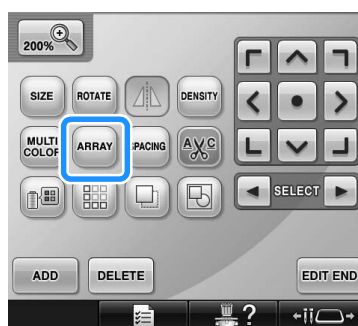 200%
SIZE ROTATE DENSITY
MULTI COLOR ARRAY SPACING
A C
SELECT
ADD DELETE EDIT END
?